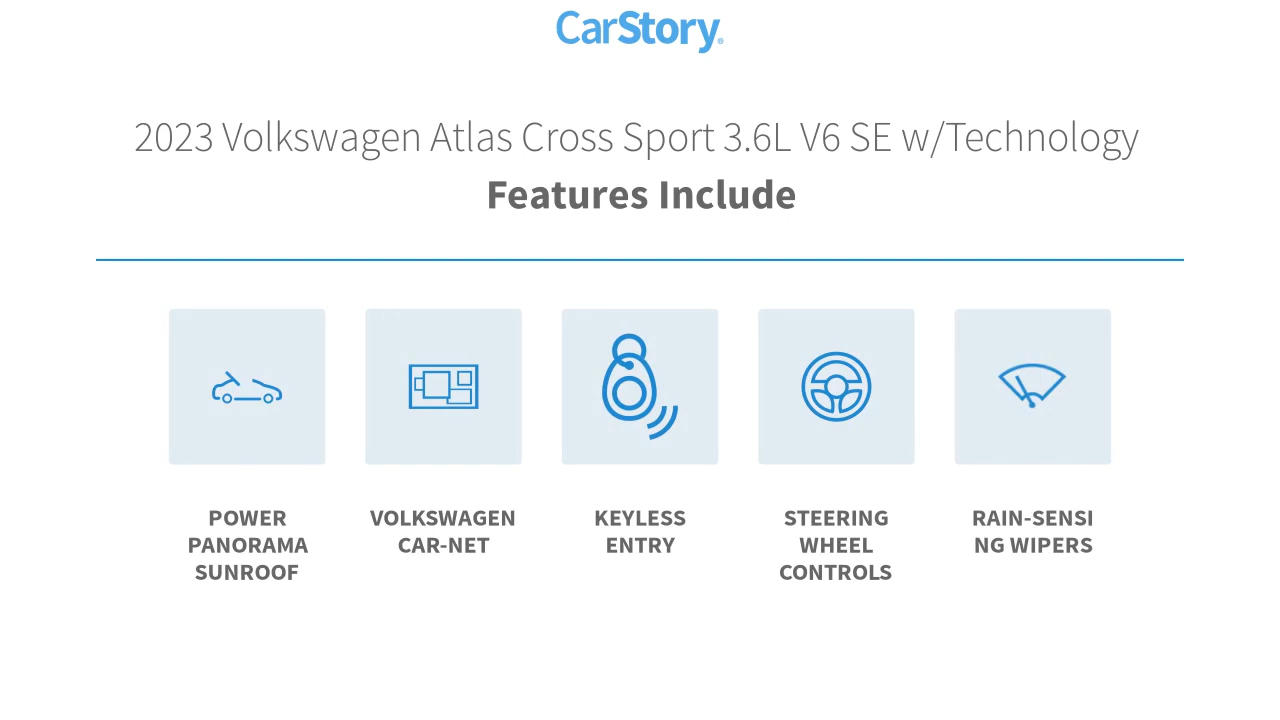 CarStory®
2023 Volkswagen Atlas Cross Sport 3.6L V6 SE w/Technology
Features Include
POWER
PANORAMA
SUNROOF
VOLKSWAGEN
CAR-NET
KEYLESS
ENTRY
STEERING
WHEEL
CONTROLS
RAIN-SENSI
NG WIPERS